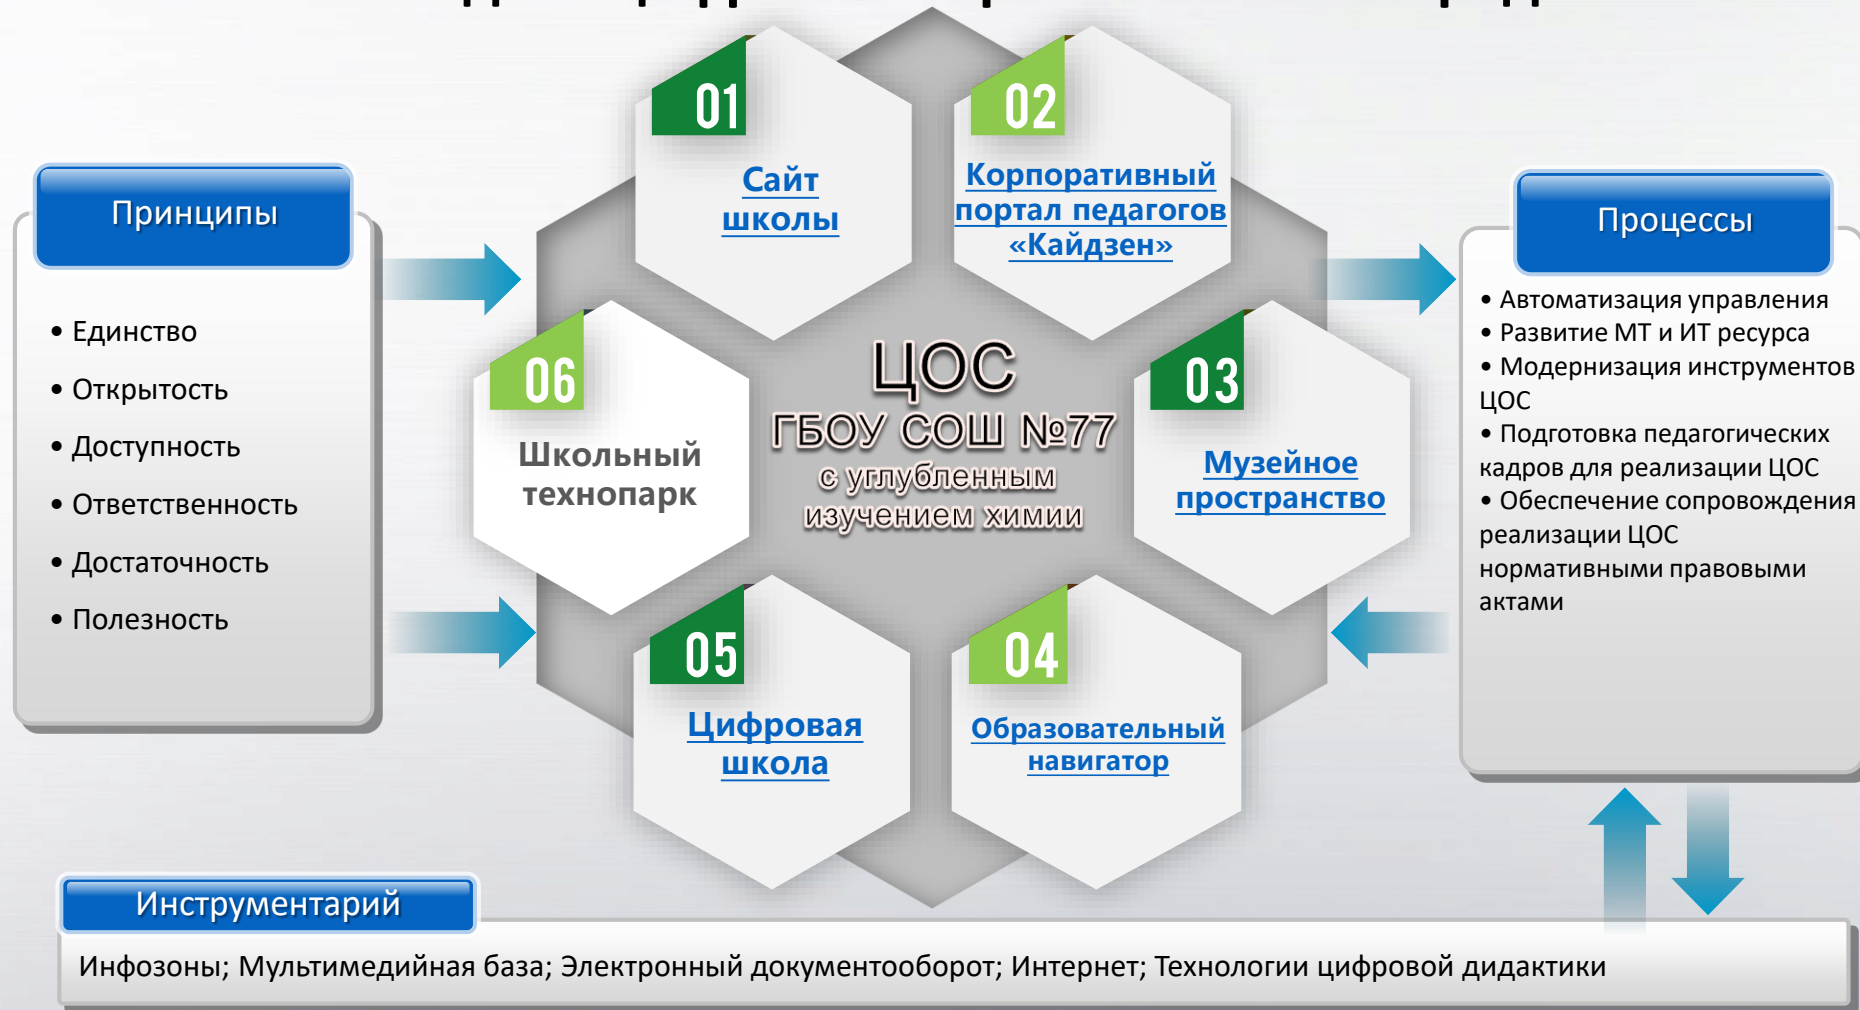 01
Сайт
школы
02
Корпоративный
портал педагогов
«Кайдзен»
Принципы
• Единство
• Открытость
• Доступность
• Ответственность
• Достаточность
• Полезность
06
Школьный
технопарк
ЦОС
ГБОУ СОШ №77
с углубленным
изучением химии
03
Музейное
пространство
05
Цифровая
школа
04
Образовательный
навигатор
Процессы
• Автоматизация управления
• Развитие МТ и ИТ ресурса
• Модернизация инструментов
ЦОС
• Подготовка педагогических
кадров для реализации ЦОС
• Обеспечение сопровождения
реализации ЦОС
нормативными правовыми
актами
Инструментарий
Инфозоны; Мультимедийная база; Электронный документооборот; Интернет; Технологии цифровой дидактики